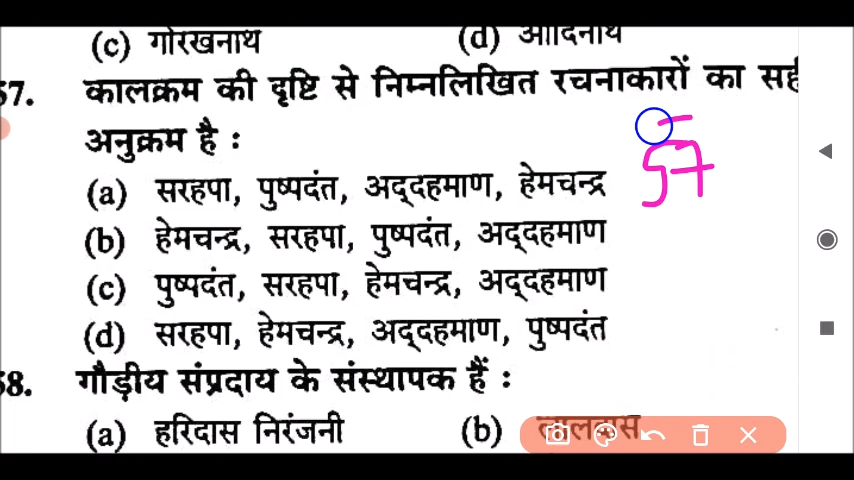 (c) गोरखनाथ (d) आदिनाथ
57. कालक्रम की दृष्टि से निम्नलिखित रचनाकारों का सही
अनुक्रम है :
57
(a) सरहपा, पुष्पदंत, अद्दहमाण, हेमचन्द्र
(b) हेमचन्द्र, सरहपा, पुष्पदंत, अद्दहमाण
(c) पुष्पदंत, सरहपा, हेमचन्द्र, अद्दहमाण
(d) सरहपा, हेमचन्द्र, अद्दहमाण, पुष्पदंत
58. गौड़ीय संप्रदाय के संस्थापक हैं :
(a) हरिदास निरंजनी (b)